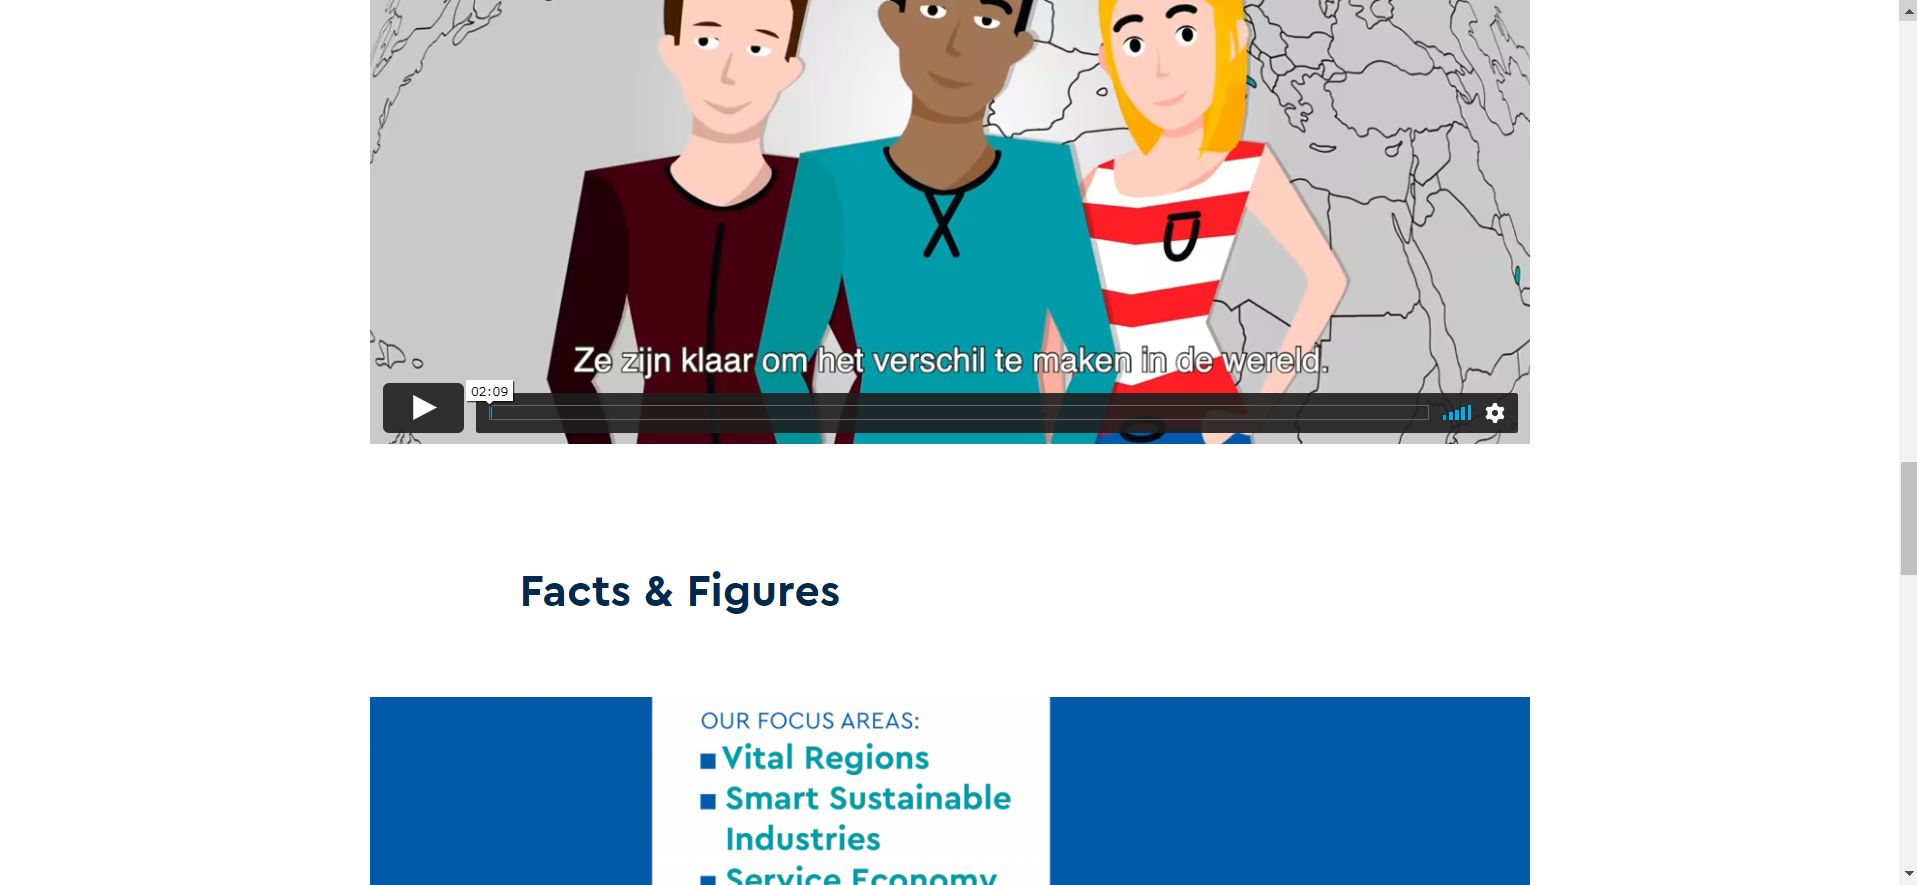 Ze zijn klaar om het verschil te maken in de wereld.
02:09
Facts & Figures
OUR FOCUS AREAS:
Vital Regions
Smart Sustainable
Industries
Service Economy